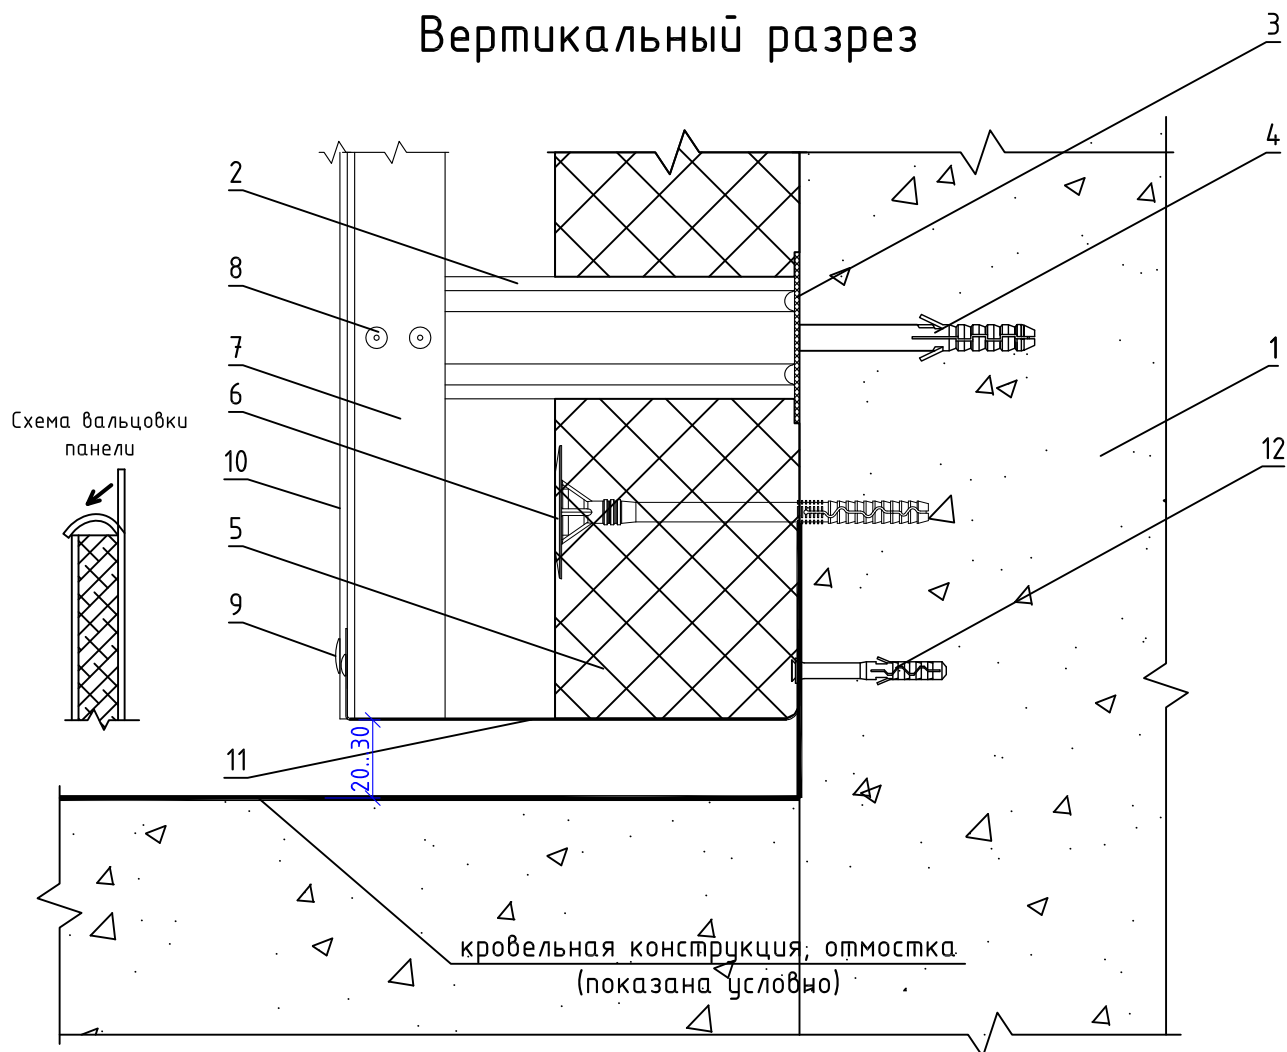 Вертикальный разрез
3
4
2
8
7
1
6
Схема вальцовки
панели
12
10
5
9
11
20..30
кровельная конструкция, отмостка
(показана условно)